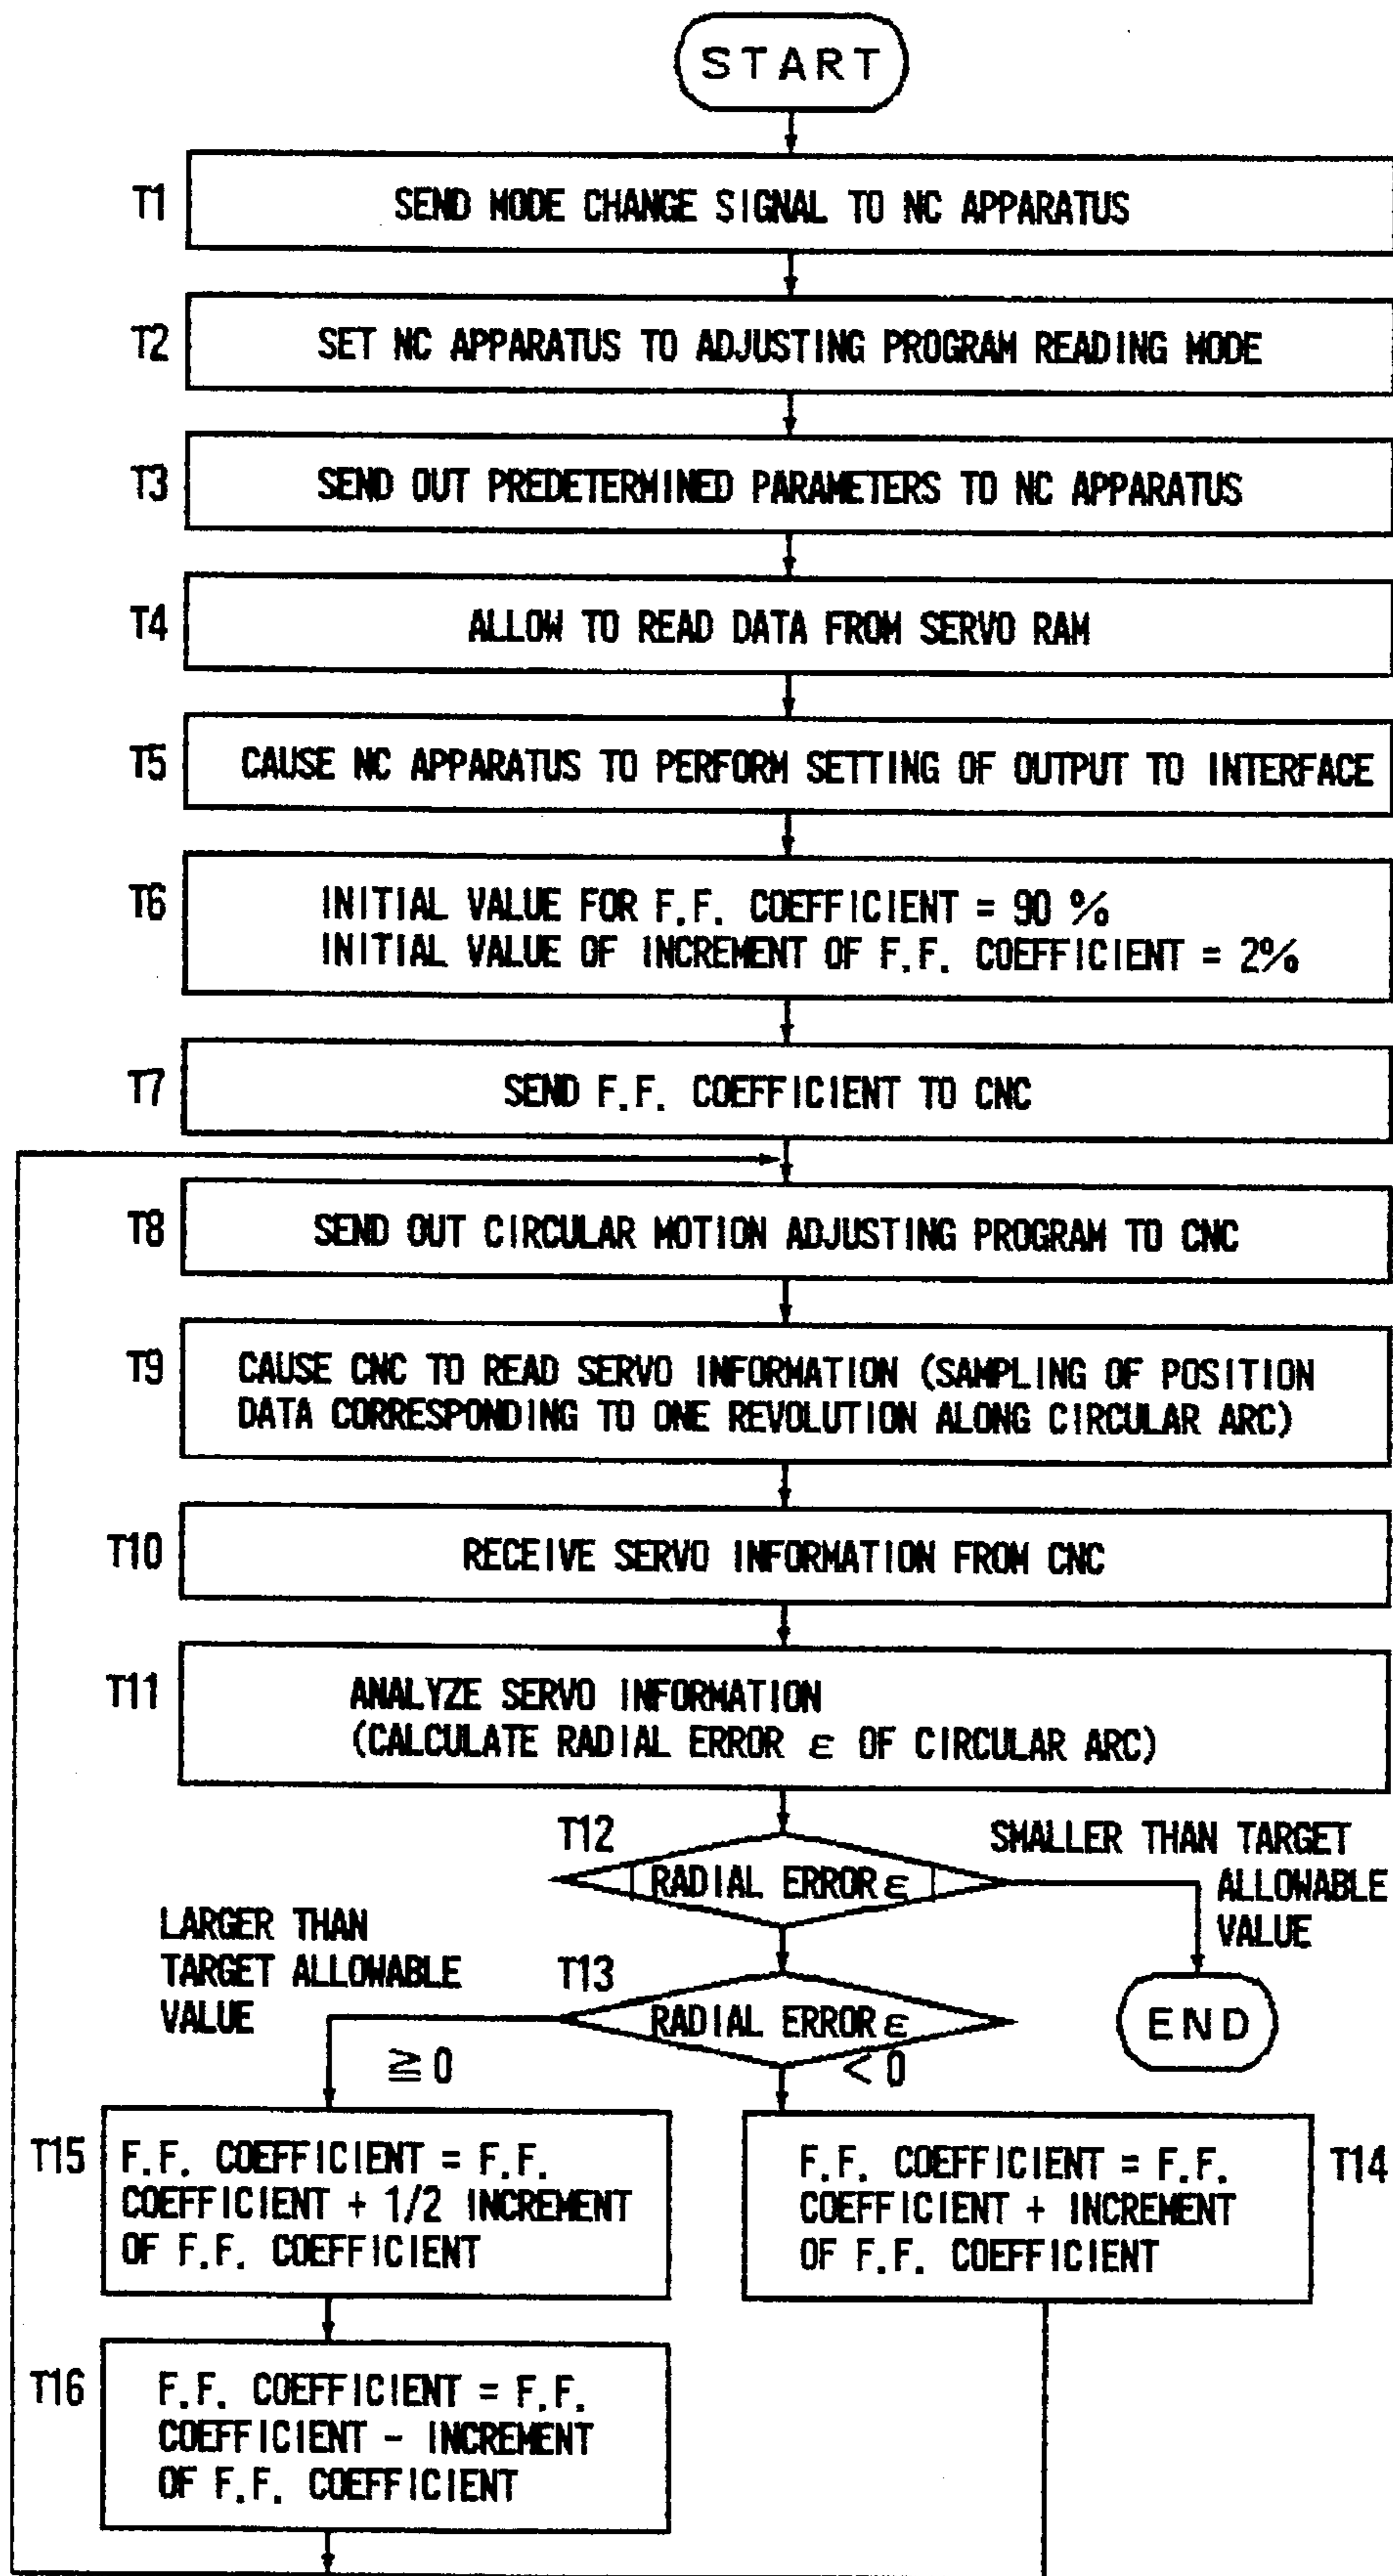 START
T1
SEND MODE CHANGE SIGNAL TO NC APPARATUS
T2
SET NC APPARATUS TO ADJUSTING PROGRAM READING MODE
T3
SEND OUT PREDETERMINED PARAMETERS TO NC APPARATUS
T4
ALLOW TO READ DATA FROM SERVO RAM
T5
CAUSE NC APPARATUS TO PERFORM SETTING OF OUTPUT TO INTERFACE
T6
INITIAL VALUE FOR F.F. COEFFICIENT = 90 %
INITIAL VALUE OF INCREMENT OF F.F. COEFFICIENT = 2%
T7
SEND F.F. COEFFICIENT TO CNC
T8
SEND OUT CIRCULAR MOTION ADJUSTING PROGRAM TO CNC
T9
CAUSE CNC TO READ SERVO INFORMATION (SAMPLING OF POSITION
DATA CORRESPONDING TO ONE REVOLUTION ALONG CIRCULAR ARC)
T10
RECEIVE SERVO INFORMATION FROM CNC
T11
ANALYZE SERVO INFORMATION
(CALCULATE RADIAL ERROR ε OF CIRCULAR ARC)
T12
|RADIAL ERROR ε|
SMALLER THAN TARGET
ALLOWABLE
VALUE
LARGER THAN
TARGET ALLOWABLE
VALUE
T13
RADIAL ERROR ε
END
≧0
<0
T15
F.F. COEFFICIENT = F.F.
COEFFICIENT + 1/2 INCREMENT
OF F.F. COEFFICIENT
T14
F.F. COEFFICIENT = F.F.
COEFFICIENT + INCREMENT
OF F.F. COEFFICIENT
T16
F.F. COEFFICIENT = F.F.
COEFFICIENT - INCREMENT
OF F.F. COEFFICIENT